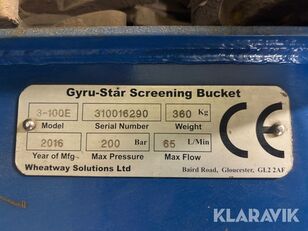 Gyru-Star Screening Bucket
3-100E 310016290 360 Kg
Model Serial Number Weight
2016 200 Bar 65 L/Min
Year of Mfg Max Pressure Max Flow
Wheatway Solutions Ltd Baird Road, Gloucester, GL2 2AF
CE
KLARAVIK